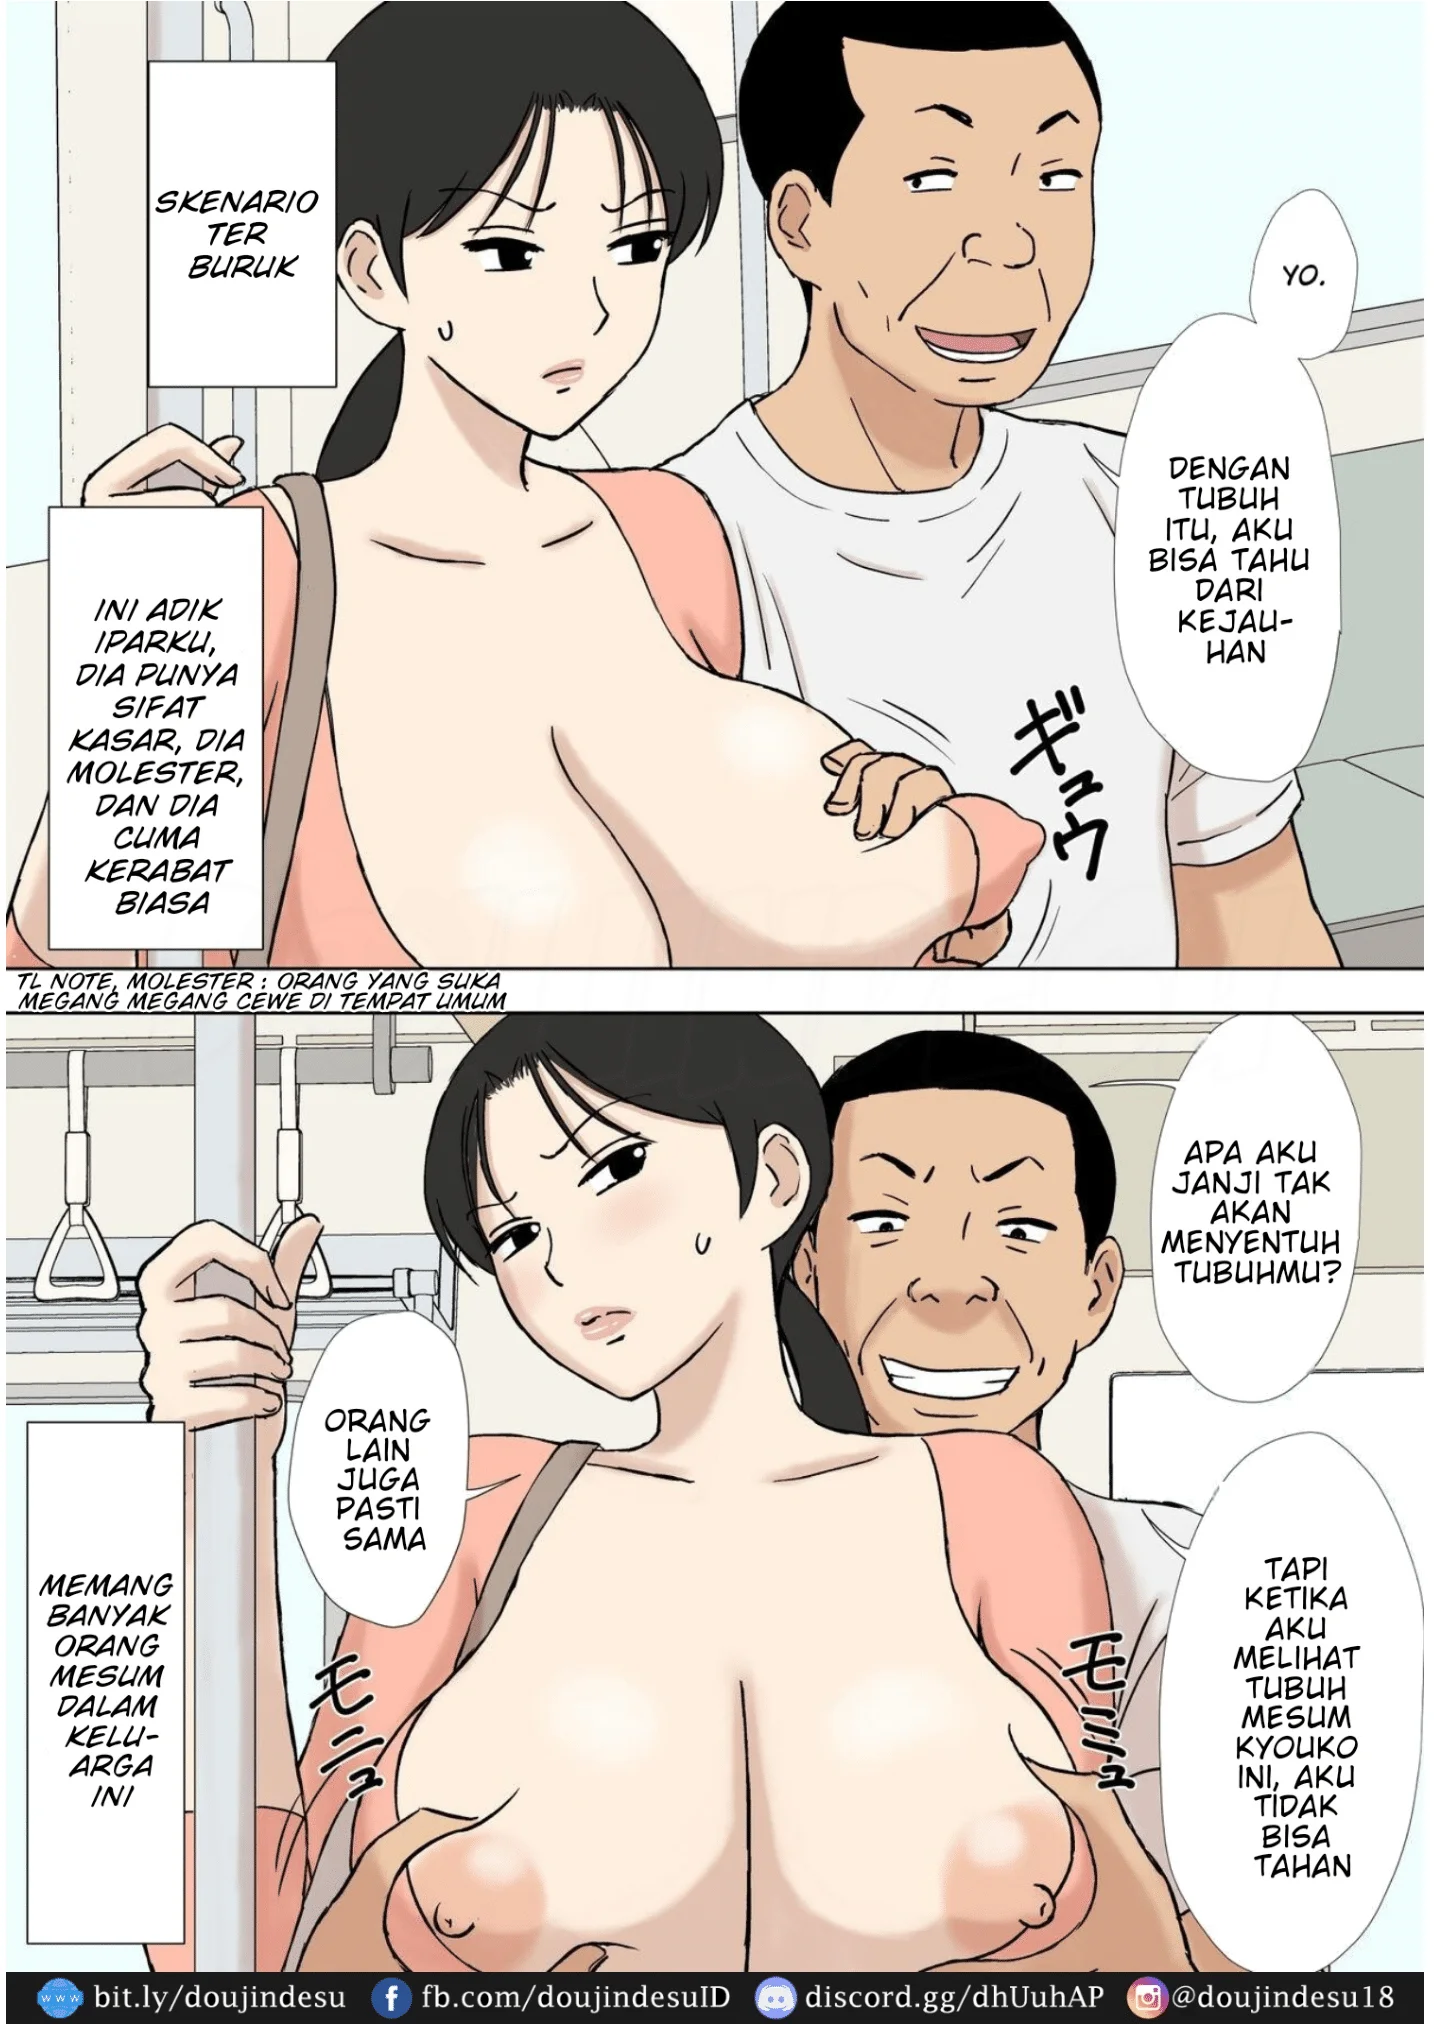 SKENARIO
TER
BURUK
YO.
DENGAN
TUBUH
ITU, AKU
BISA TAHU
DARI
KEJAU-
HAN
INI ADIK
IPARKU,
DIA PUNYA
SIFAT
KASAR, DIA
MOLESTER,
DAN DIA
CUMA
KERABAT
BIASA
ギュウ
TL NOTE, MOLESTER : ORANG YANG SUKA
MEGANG MEGANG CEWE DI TEMPAT UMUM
APA AKU
JANJI TAK
AKAN
MENYENTUH
TUBUHMU?
ORANG
LAIN
JUGA
PASTI
SAMA
TAPI
KETIKA
AKU
MELIHAT
TUBUH
MESUM
KYOUKO
INI, AKU
TIDAK
BISA
TAHAN
MEMANG
BANYAK
ORANG
MESUM
DALAM
KELU-
ARGA
INI
モニュ
モミュ
www bit.ly/doujindesu fb.com/doujindesuID discord.gg/dhUuhAP @doujindesu18